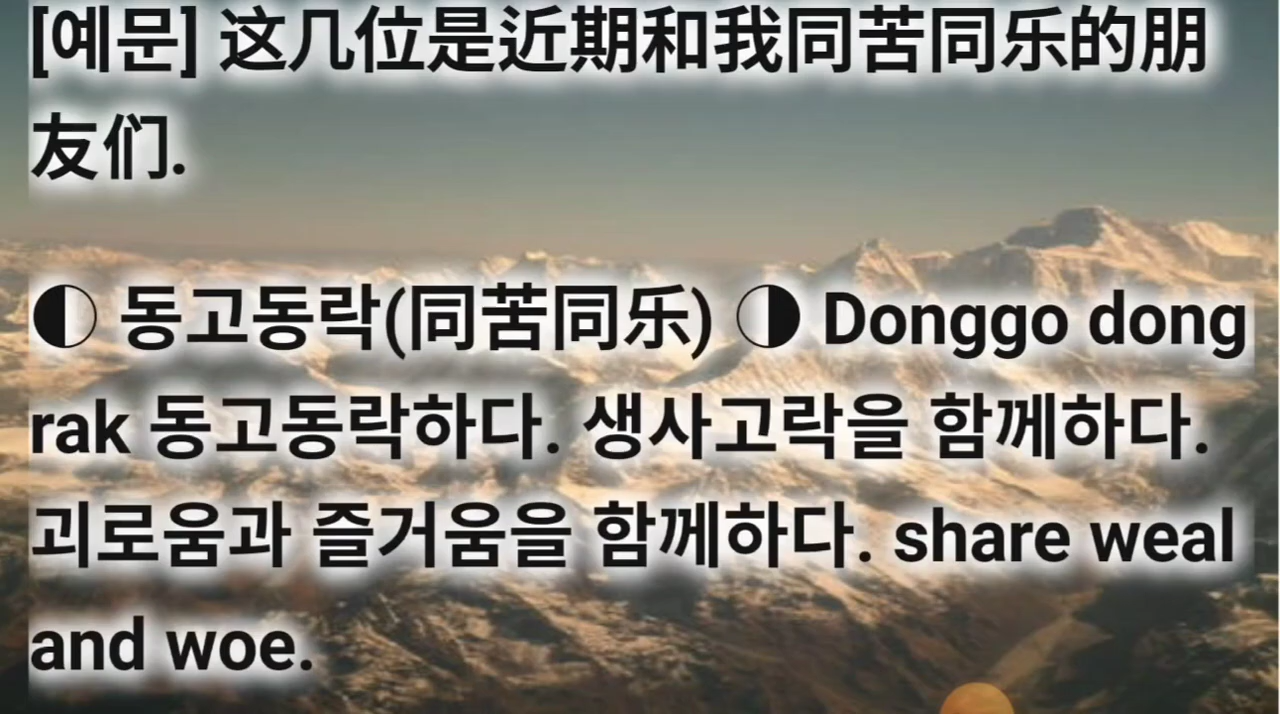 [예문] 这几位是近期和我同苦同乐的朋
友们.
◐ 동고동락(同苦同乐) ◑ Donggo dong
rak 동고동락하다. 생사고락을 함께하다.
괴로움과 즐거움을 함께하다. share weal
and woe.